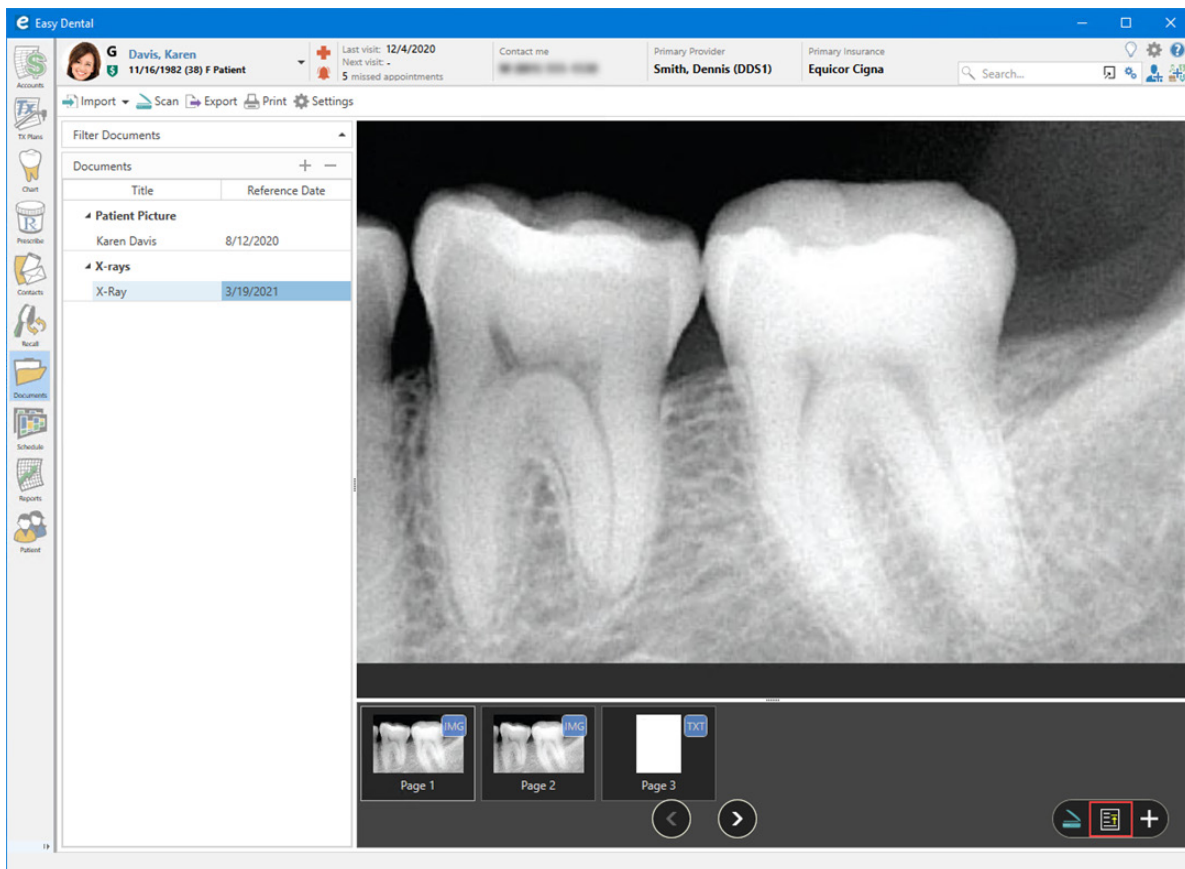 Easy Dental
G Davis, Karen
$ 11/16/1982 (38) F Patient
Last visit: 12/4/2020
Next visit: -
5 missed appointments
Contact me
Primary Provider
Smith, Dennis (DDS1)
Primary Insurance
Equicor Cigna
Search...
Import Scan Export Print Settings
Accounts
TX Plans
Chart
Prescribe
Contacts
Recall
Documents
Schedule
Reports
Patient
Filter Documents
Documents
Title Reference Date
Patient Picture
Karen Davis 8/12/2020
X-rays
X-Ray 3/19/2021
IMG
Page 1
IMG
Page 2
TXT
Page 3